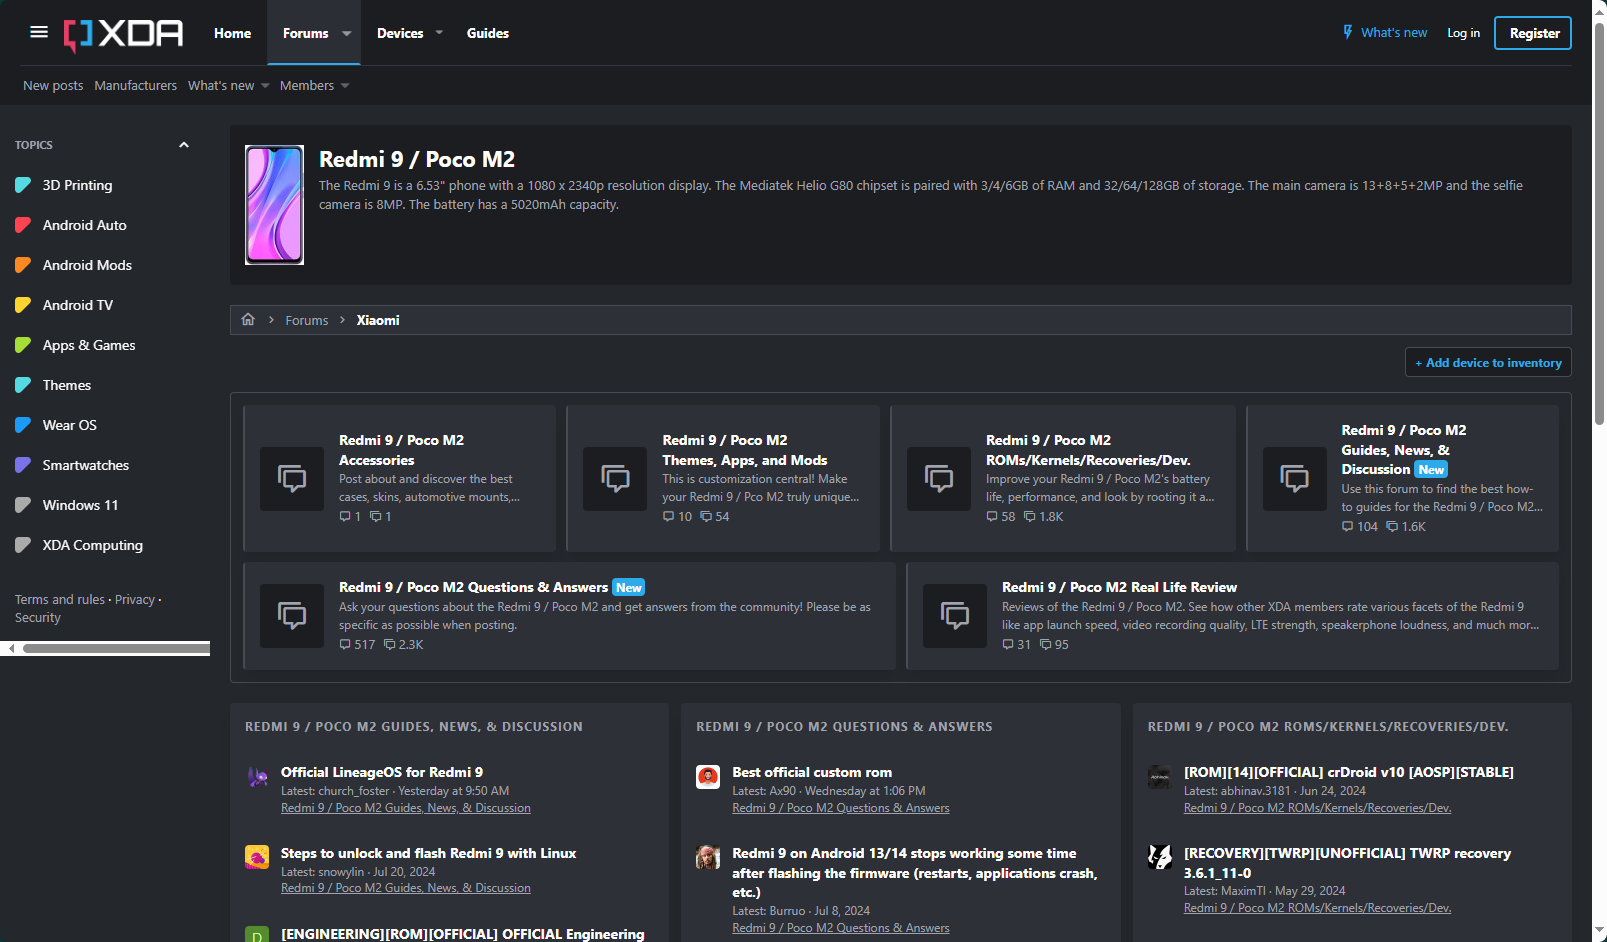 XDA
Home
Forums
Devices
Guides
What's new
Log in
Register
New posts
Manufacturers
What's new
Members
TOPICS
3D Printing
Android Auto
Android Mods
Android TV
Apps & Games
Themes
Wear OS
Smartwatches
Windows 11
XDA Computing
Terms and rules · Privacy ·
Security
Redmi 9 / Poco M2
The Redmi 9 is a 6.53" phone with a 1080 x 2340p resolution display. The Mediatek Helio G80 chipset is paired with 3/4/6GB of RAM and 32/64/128GB of storage. The main camera is 13+8+5+2MP and the selfie
camera is 8MP. The battery has a 5020mAh capacity.
Forums
Xiaomi
+ Add device to inventory
Redmi 9 / Poco M2
Accessories
Post about and discover the best
cases, skins, automotive mounts,...
1 1
Redmi 9 / Poco M2
Themes, Apps, and Mods
This is customization central! Make
your Redmi 9 / Pco M2 truly unique...
10 54
Redmi 9 / Poco M2
ROMs/Kernels/Recoveries/Dev.
Improve your Redmi 9 / Poco M2's battery
life, performance, and look by rooting it a...
58 1.8K
Redmi 9 / Poco M2
Guides, News, &
Discussion New
Use this forum to find the best how-
to guides for the Redmi 9 / Poco M2...
104 1.6K
Redmi 9 / Poco M2 Questions & Answers New
Ask your questions about the Redmi 9 / Poco M2 and get answers from the community! Please be as
specific as possible when posting.
517 2.3K
Redmi 9 / Poco M2 Real Life Review
Reviews of the Redmi 9 / Poco M2. See how other XDA members rate various facets of the Redmi 9
like app launch speed, video recording quality, LTE strength, speakerphone loudness, and much mor...
31 95
REDMI 9 / POCO M2 GUIDES, NEWS, & DISCUSSION
Official LineageOS for Redmi 9
Latest: church_foster · Yesterday at 9:50 AM
Redmi 9 / Poco M2 Guides, News, & Discussion
Steps to unlock and flash Redmi 9 with Linux
Latest: snowylin · Jul 20, 2024
Redmi 9 / Poco M2 Guides, News, & Discussion
D
[ENGINEERING][ROM][OFFICIAL] OFFICIAL Engineering
REDMI 9 / POCO M2 QUESTIONS & ANSWERS
Best official custom rom
Latest: Ax90 · Wednesday at 1:06 PM
Redmi 9 / Poco M2 Questions & Answers
Redmi 9 on Android 13/14 stops working some time
after flashing the firmware (restarts, applications crash,
etc.)
Latest: Burruo · Jul 8, 2024
Redmi 9 / Poco M2 Questions & Answers
REDMI 9 / POCO M2 ROMS/KERNELS/RECOVERIES/DEV.
[ROM][14][OFFICIAL] crDroid v10 [AOSP][STABLE]
Latest: abhinav.3181 · Jun 24, 2024
Redmi 9 / Poco M2 ROMs/Kernels/Recoveries/Dev.
[RECOVERY][TWRP][UNOFFICIAL] TWRP recovery
3.6.1_11-0
Latest: MaximTI · May 29, 2024
Redmi 9 / Poco M2 ROMs/Kernels/Recoveries/Dev.